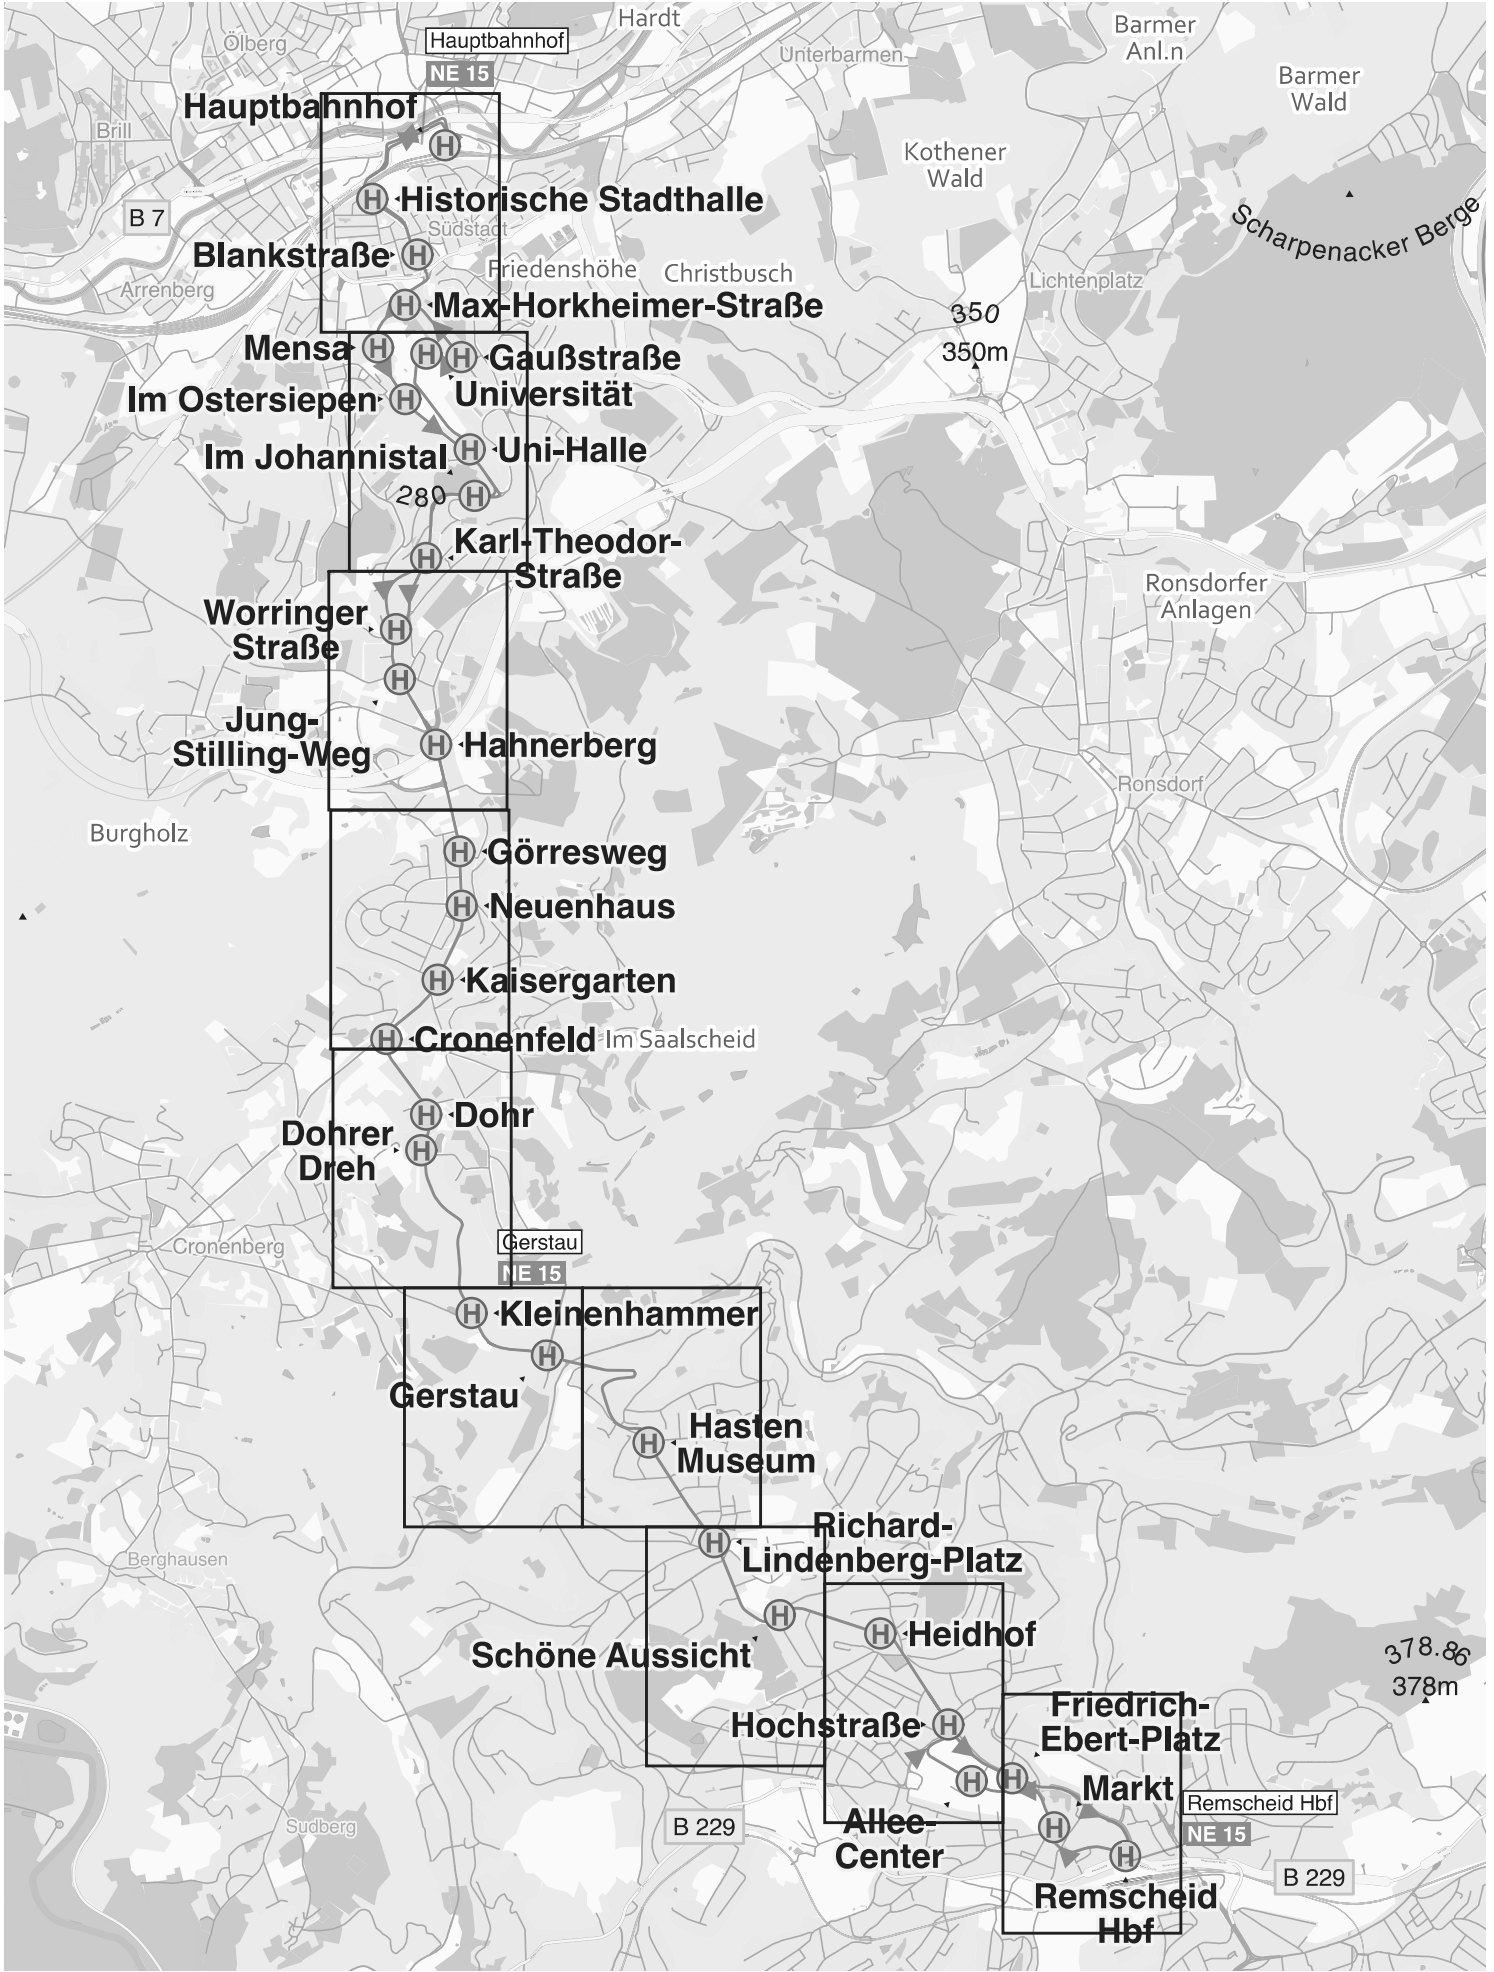 Hardt
Barmer
Anl.n
Ölberg
Hauptbahnhof
Unterbarmen
NE 15
Barmer
Wald
Hauptbahnhof
Brill
H
Kothener
Wald
H
Historische Stadthalle
B 7
Südstadt
Scharpenacker Berge
Blankstraße
H
Friedenshöhe
Christbusch
Arrenberg
Lichtenplatz
H
Max-Horkheimer-Straße
350
350m
Mensa
H
H
H
Gaußstraße
Universität
Im Ostersiepen
H
Im Johannistal
H
Uni-Halle
280
H
Karl-Theodor-
Straße
H
Ronsdorfer
Anlagen
Worringer
Straße
H
H
Jung-
Stilling-Weg
H
Hahnerberg
Ronsdorf
Burgholz
H
Görresweg
H
Neuenhaus
H
Kaisergarten
H
Cronenfeld
Im Saalscheid
H
Dohr
Dohrer
Dreh
H
Cronenberg
Gerstau
NE 15
H
Kleinenhammer
H
Gerstau
Hasten
Museum
H
Richard-
Lindenberg-Platz
H
Berghausen
H
Schöne Aussicht
H
Heidhof
378.86
378m
Hochstraße
H
Friedrich-
Ebert-Platz
H
H
Markt
Remscheid Hbf
NE 15
Sudberg
B 229
Allee-
Center
H
H
B 229
Remscheid
Hbf